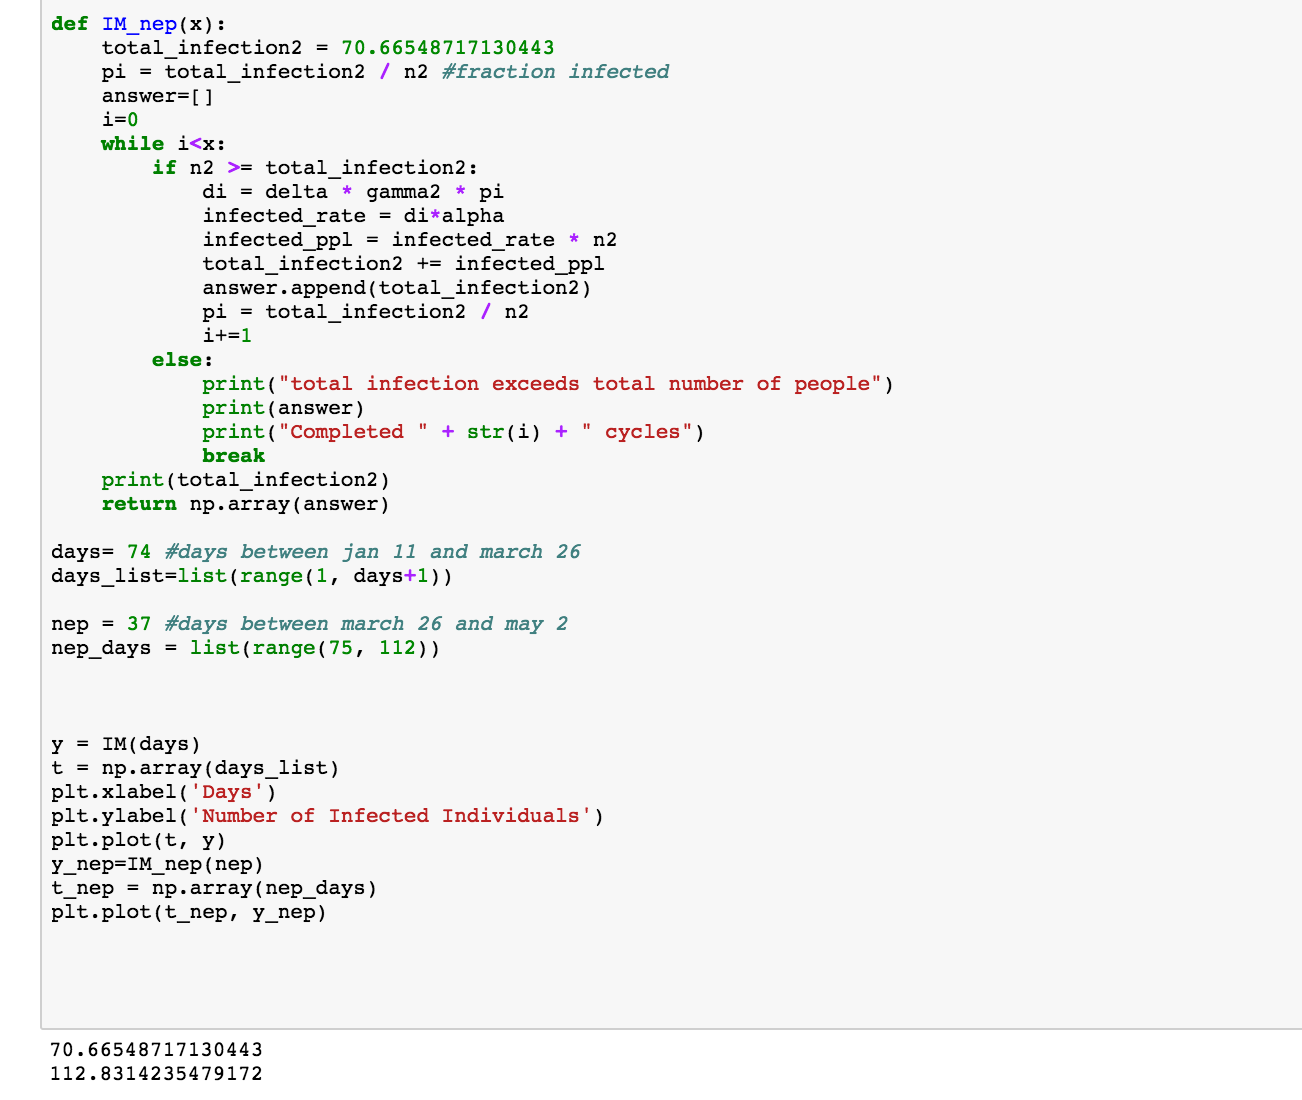 def IM_nep(x):
    total_infection2 = 70.66548717130443
    pi = total_infection2 / n2 #fraction infected
    answer=[]
    i=0
    while i<x:
        if n2 >= total_infection2:
            di = delta * gamma2 * pi
            infected_rate = di*alpha
            infected_ppl = infected_rate * n2
            total_infection2 += infected_ppl
            answer.append(total_infection2)
            pi = total_infection2 / n2
            i+=1
        else:
            print("total infection exceeds total number of people")
            print(answer)
            print("Completed " + str(i) + " cycles")
            break
    print(total_infection2)
    return np.array(answer)

days= 74 #days between jan 11 and march 26
days_list=list(range(1, days+1))

nep = 37 #days between march 26 and may 2
nep_days = list(range(75, 112))

y = IM(days)
t = np.array(days_list)
plt.xlabel('Days')
plt.ylabel('Number of Infected Individuals')
plt.plot(t, y)
y_nep=IM_nep(nep)
t_nep = np.array(nep_days)
plt.plot(t_nep, y_nep)

70.66548717130443
112.8314235479172